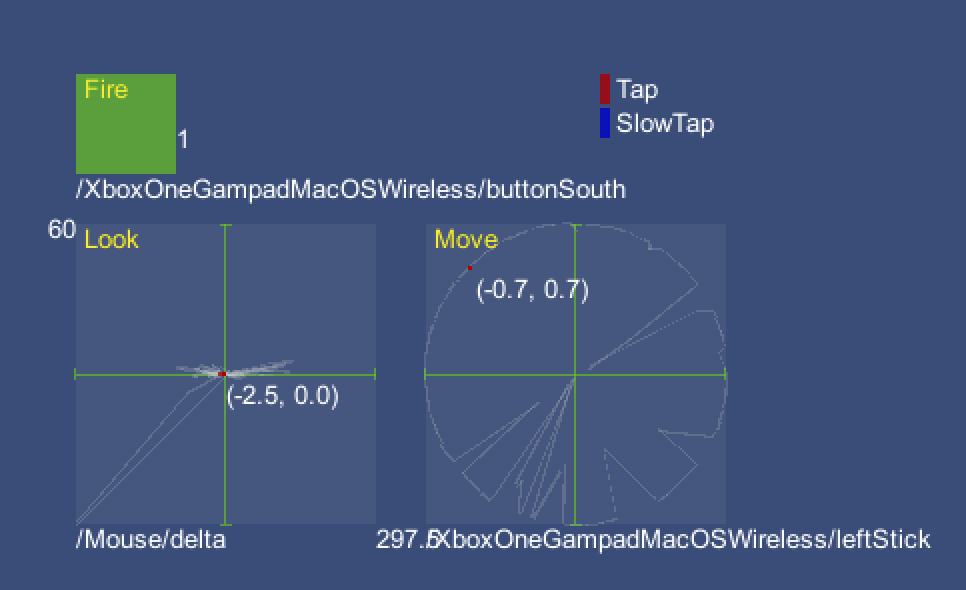 Fire
1
Tap
SlowTap
/XboxOneGampadMacOSWireless/buttonSouth
60
Look
Move
(-0.7, 0.7)
(-2.5, 0.0)
/Mouse/delta
297.5
/XboxOneGampadMacOSWireless/leftStick